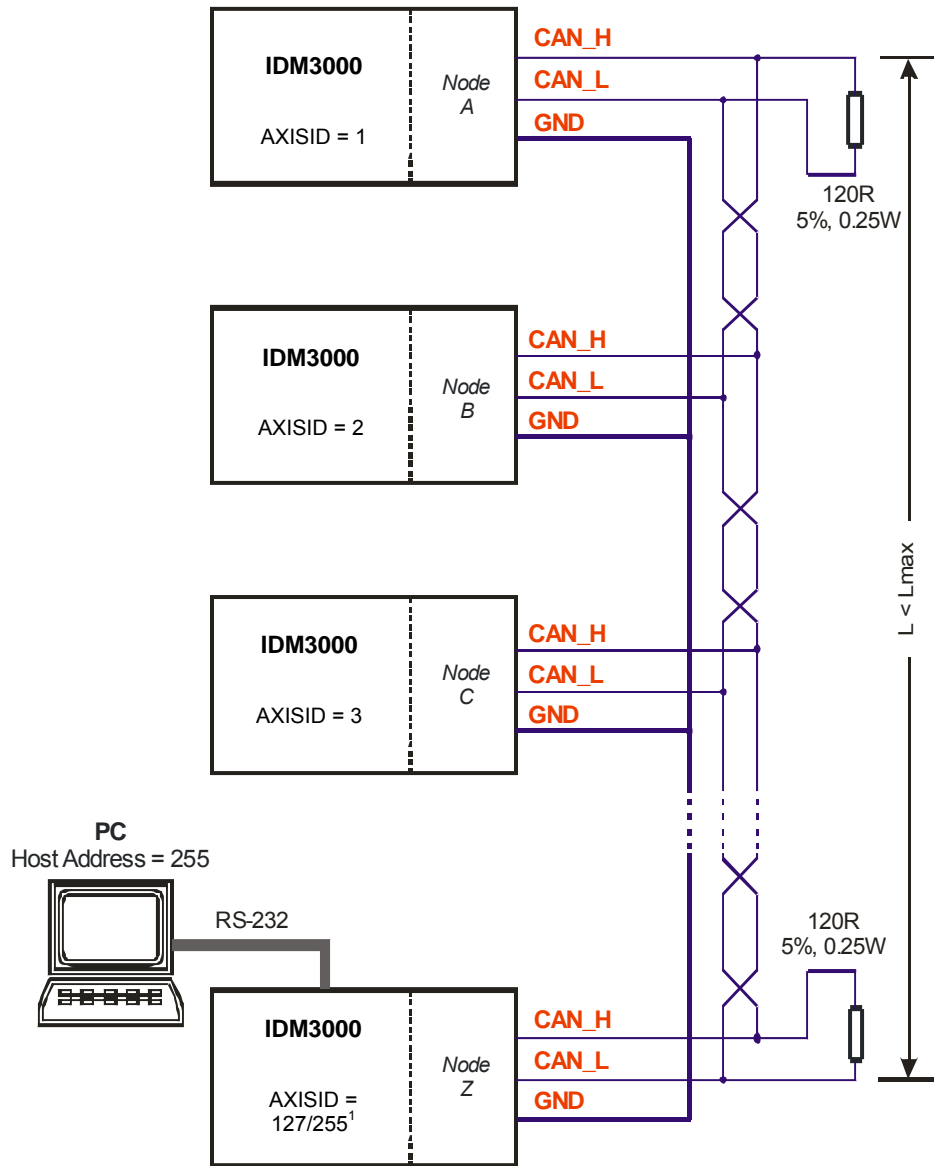 IDM3000
AXISID = 1
Node
A
CAN_H
CAN_L
GND
120R
5%, 0.25W
IDM3000
AXISID = 2
Node
B
CAN_H
CAN_L
GND
L < Lmax
IDM3000
AXISID = 3
Node
C
CAN_H
CAN_L
GND
PC
Host Address = 255
RS-232
120R
5%, 0.25W
IDM3000
AXISID =
127/255¹
Node
Z
CAN_H
CAN_L
GND